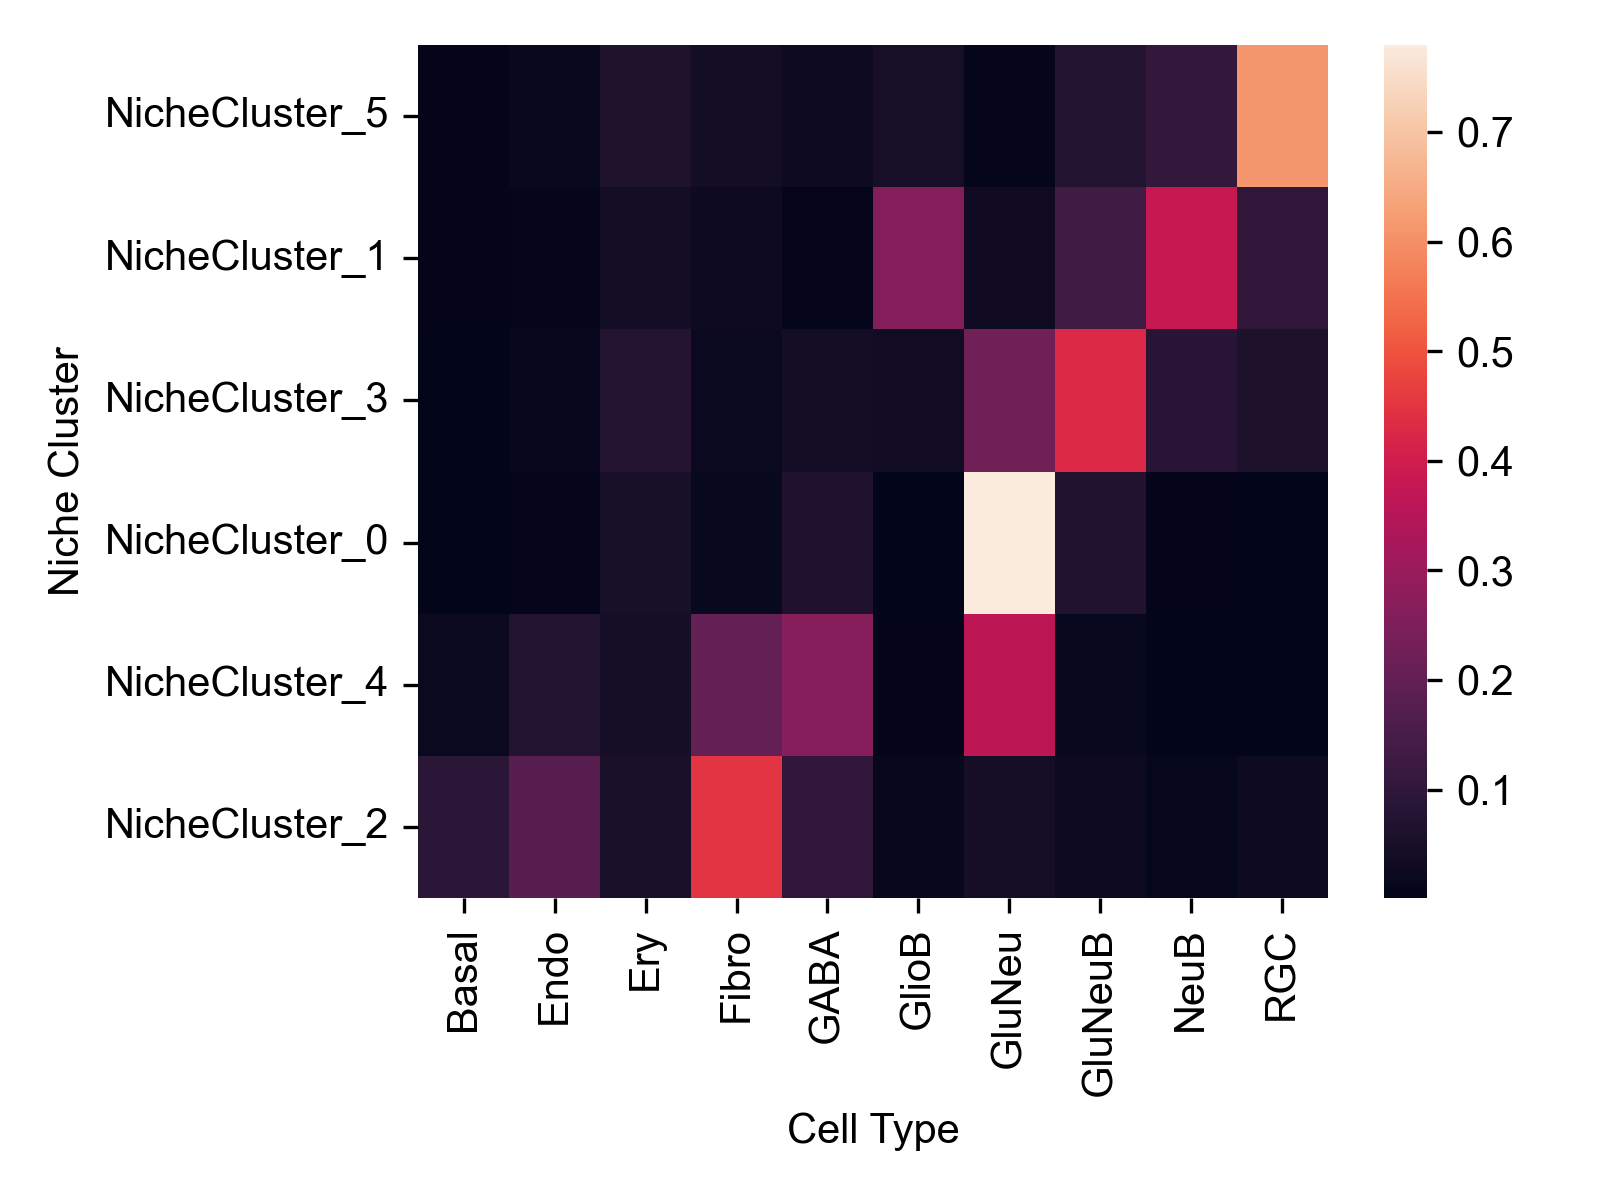 NicheCluster_5
NicheCluster_1
NicheCluster_3
NicheCluster_0
NicheCluster_4
NicheCluster_2
Niche Cluster
Basal
Endo
Ery
Fibro
GABA
GlioB
GluNeu
GluNeuB
NeuB
RGC
Cell Type
0.7
0.6
0.5
0.4
0.3
0.2
0.1